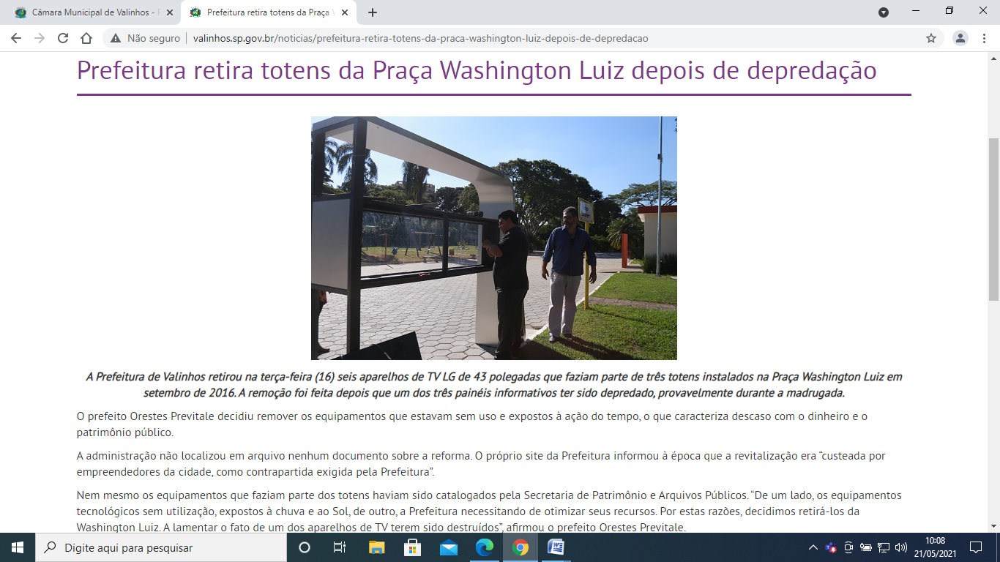 Câmara Municipal de Valinhos -
Prefeitura retira totens da Praça
Não seguro
valinhos.sp.gov.br/noticias/prefeitura-retira-totens-da-praca-washington-luiz-depois-de-depredacao
Prefeitura retira totens da Praça Washington Luiz depois de depredação
A Prefeitura de Valinhos retirou na terça-feira (16) seis aparelhos de TV LG de 43 polegadas que faziam parte de três totens instalados na Praça Washington Luiz em
setembro de 2016. A remoção foi feita depois que um dos três painéis informativos ter sido depredado, provavelmente durante a madrugada.
O prefeito Orestes Previtale decidiu remover os equipamentos que estavam sem uso e expostos à ação do tempo, o que caracteriza descaso com o dinheiro e o
patrimônio público.
A administração não localizou em arquivo nenhum documento sobre a reforma. O próprio site da Prefeitura informou à época que a revitalização era “custeada por
empreendedores da cidade, como contrapartida exigida pela Prefeitura”.
Nem mesmo os equipamentos que faziam parte dos totens haviam sido catalogados pela Secretaria de Patrimônio e Arquivos Públicos. “De um lado, os equipamentos
tecnológicos sem utilização, expostos à chuva e ao Sol, de outro, a Prefeitura necessitando de otimizar seus recursos. Por estas razões, decidimos retirá-los da
Washington Luiz. A lamentar o fato de um dos aparelhos de TV terem sido destruídos”, afirmou o prefeito Orestes Previtale.
Digite aqui para pesquisar
10:08
21/05/2021